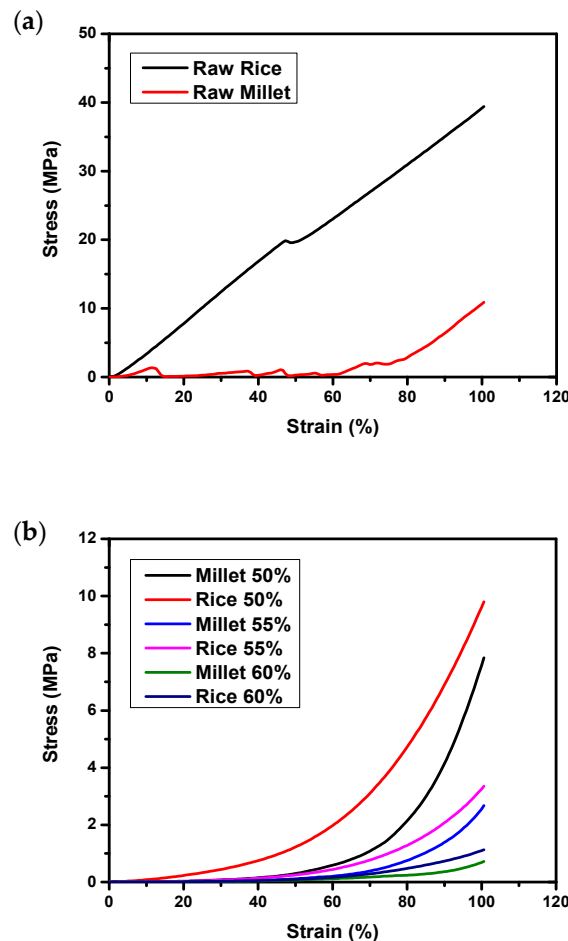 (a)
50
40
30
20
10
0
Stress (MPa)
Raw Rice
Raw Millet
0 20 40 60 80 100 120
Strain (%)
(b)
12
10
8
6
4
2
0
Stress (MPa)
Millet 50%
Rice 50%
Millet 55%
Rice 55%
Millet 60%
Rice 60%
0 20 40 60 80 100 120
Strain (%)